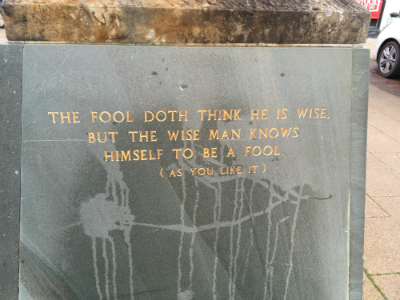 THE FOOL DOTH THINK HE IS WISE,
BUT THE WISE MAN KNOWS
HIMSELF TO BE A FOOL
( AS YOU LIKE IT )